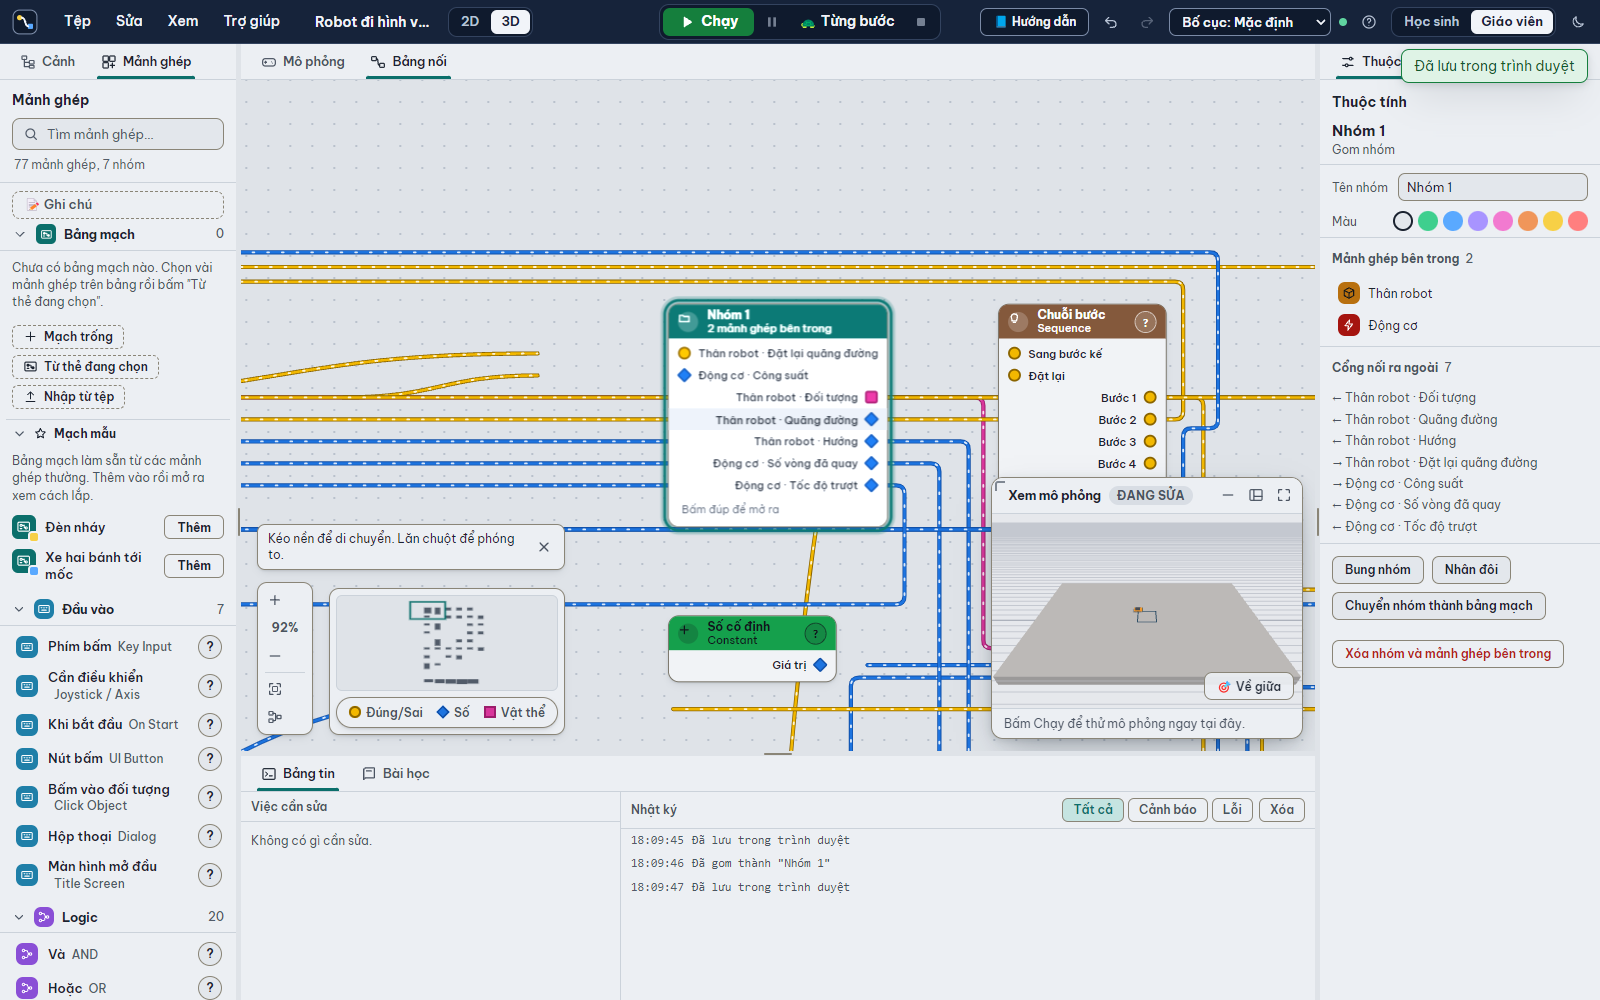 Tệp
Sửa
Xem
Trợ giúp
Robot đi hình v...
2D
3D
Chạy
Từng bước
Hướng dẫn
Bố cục: Mặc định
Học sinh
Giáo viên
Cảnh
Mảnh ghép
Mô phỏng
Bảng nối
Thuộc
Đã lưu trong trình duyệt
Mảnh ghép
Tìm mảnh ghép...
77 mảnh ghép, 7 nhóm
Ghi chú
Bảng mạch
0
Chưa có bảng mạch nào. Chọn vài
mảnh ghép trên bảng rồi bấm "Từ
thẻ đang chọn".
Mạch trống
Từ thẻ đang chọn
Nhập từ tệp
Mạch mẫu
Bảng mạch làm sẵn từ các mảnh
ghép thường. Thêm vào rồi mở ra
xem cách lắp.
Đèn nháy
Thêm
Xe hai bánh tới
mốc
Thêm
Đầu vào
7
Phím bấm Key Input
?
Cần điều khiển
Joystick / Axis
?
Khi bắt đầu On Start
?
Nút bấm UI Button
?
Bấm vào đối tượng
Click Object
?
Hộp thoại Dialog
?
Màn hình mở đầu
Title Screen
?
Logic
20
Và AND
?
Hoặc OR
?
Nhóm 1
2 mảnh ghép bên trong
Thân robot · Đặt lại quãng đường
Động cơ · Công suất
Thân robot · Đối tượng
Thân robot · Quãng đường
Thân robot · Hướng
Động cơ · Số vòng đã quay
Động cơ · Tốc độ trượt
Bấm đúp để mở ra
Chuỗi bước
Sequence
?
Sang bước kế
Đặt lại
Bước 1
Bước 2
Bước 3
Bước 4
Kéo nền để di chuyển. Lăn chuột để phóng
to.
92%
Đúng/Sai
Số
Vật thể
Số cố định
Constant
?
Giá trị
Xem mô phỏng
ĐANG SỬA
Về giữa
Bấm Chạy để thử mô phỏng ngay tại đây.
Bảng tin
Bài học
Việc cần sửa
Không có gì cần sửa.
Nhật ký
Tất cả
Cảnh báo
Lỗi
Xóa
18:09:45 Đã lưu trong trình duyệt
18:09:46 Đã gom thành "Nhóm 1"
18:09:47 Đã lưu trong trình duyệt
Thuộc tính
Nhóm 1
Gom nhóm
Tên nhóm
Nhóm 1
Màu
Mảnh ghép bên trong 2
Thân robot
Động cơ
Cổng nối ra ngoài 7
← Thân robot · Đối tượng
← Thân robot · Quãng đường
← Thân robot · Hướng
→ Thân robot · Đặt lại quãng đường
→ Động cơ · Công suất
← Động cơ · Số vòng đã quay
← Động cơ · Tốc độ trượt
Bung nhóm
Nhân đôi
Chuyển nhóm thành bảng mạch
Xóa nhóm và mảnh ghép bên trong